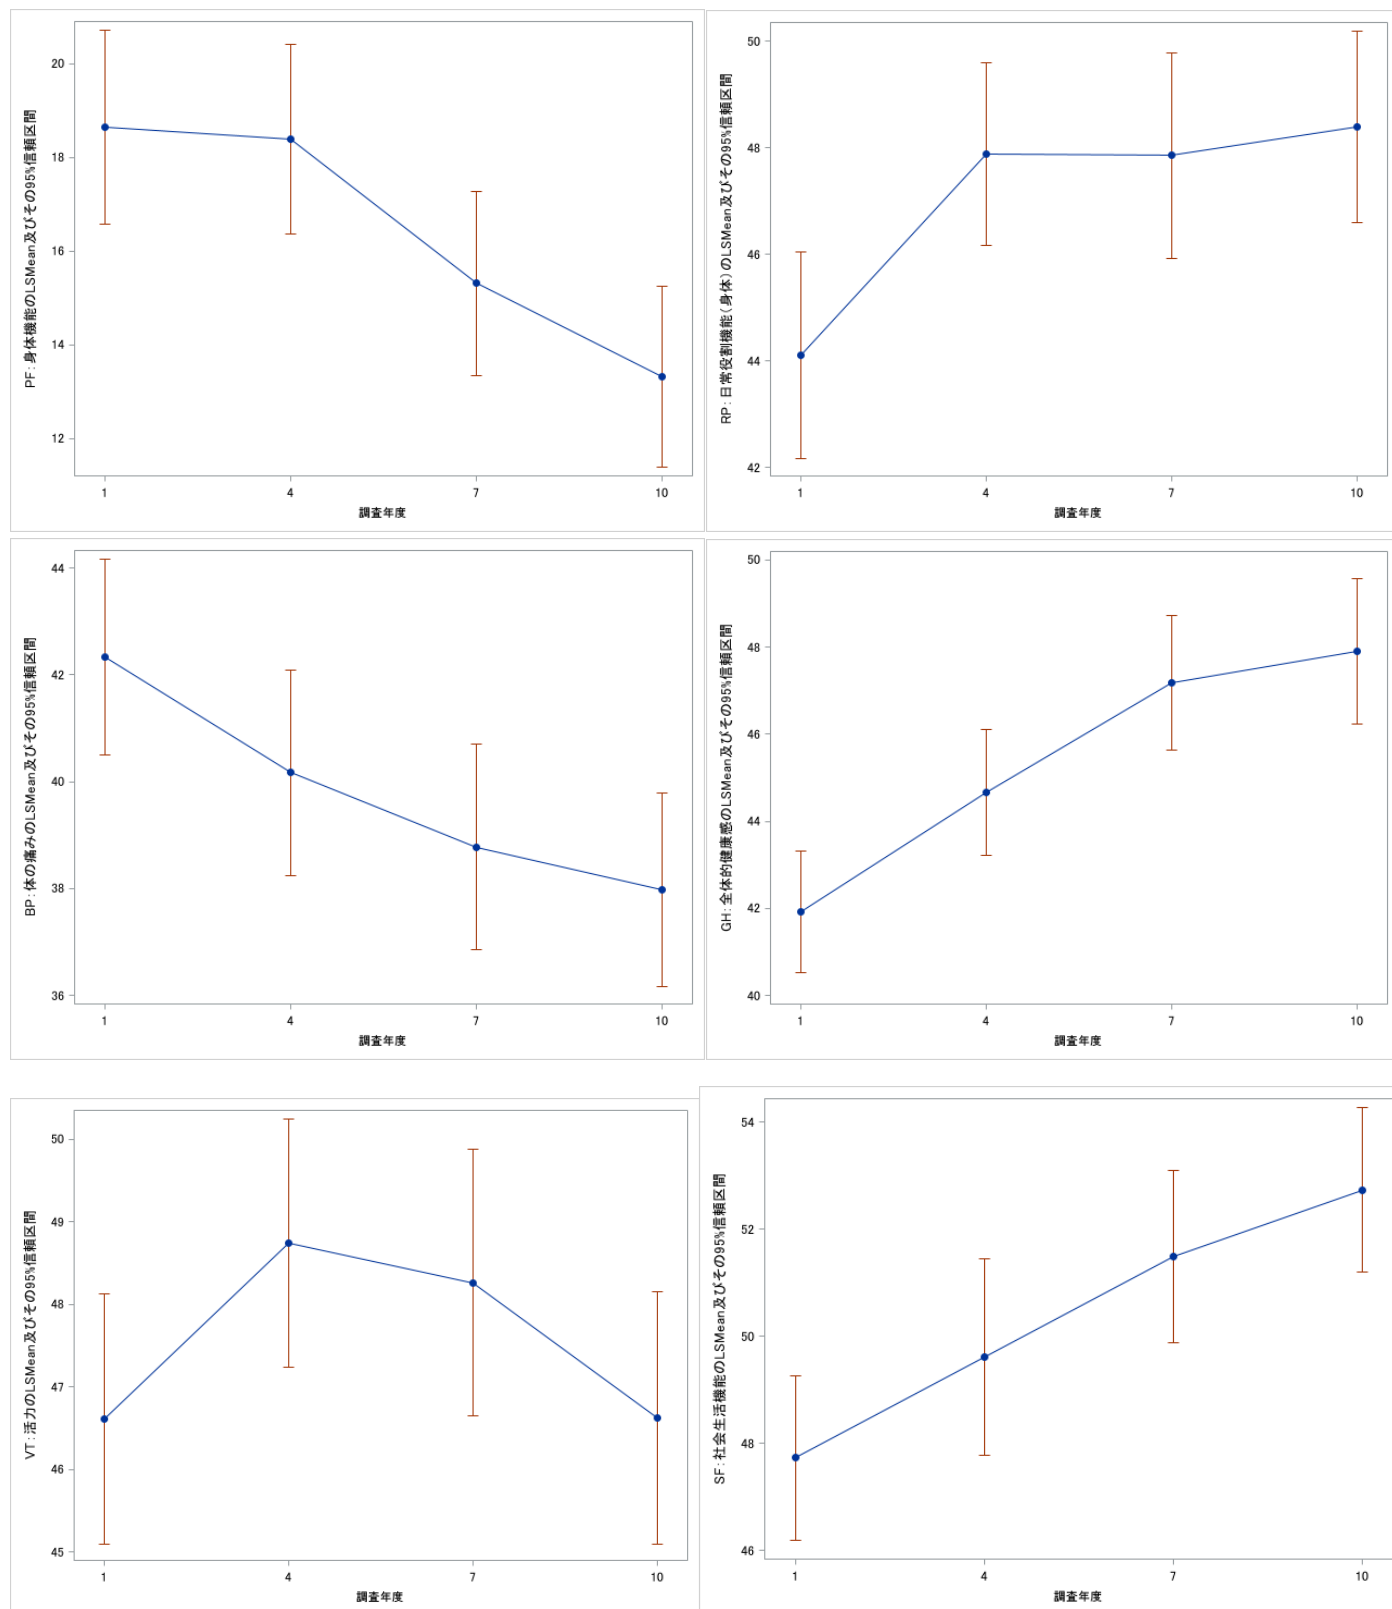 PF:身体機能のLSMean及びその95%信頼区間
20
18
16
14
12
1 4 7 10
調査年度
RP:日常役割機能(身体)のLSMean及びその95%信頼区間
50
48
46
44
42
1 4 7 10
調査年度
BP:体の痛みのLSMean及びその95%信頼区間
44
42
40
38
36
1 4 7 10
調査年度
GH:全体的健康感のLSMean及びその95%信頼区間
50
48
46
44
42
40
1 4 7 10
調査年度
VT:活力のLSMean及びその95%信頼区間
50
49
48
47
46
45
1 4 7 10
調査年度
SF:社会生活機能のLSMean及びその95%信頼区間
54
52
50
48
46
1 4 7 10
調査年度